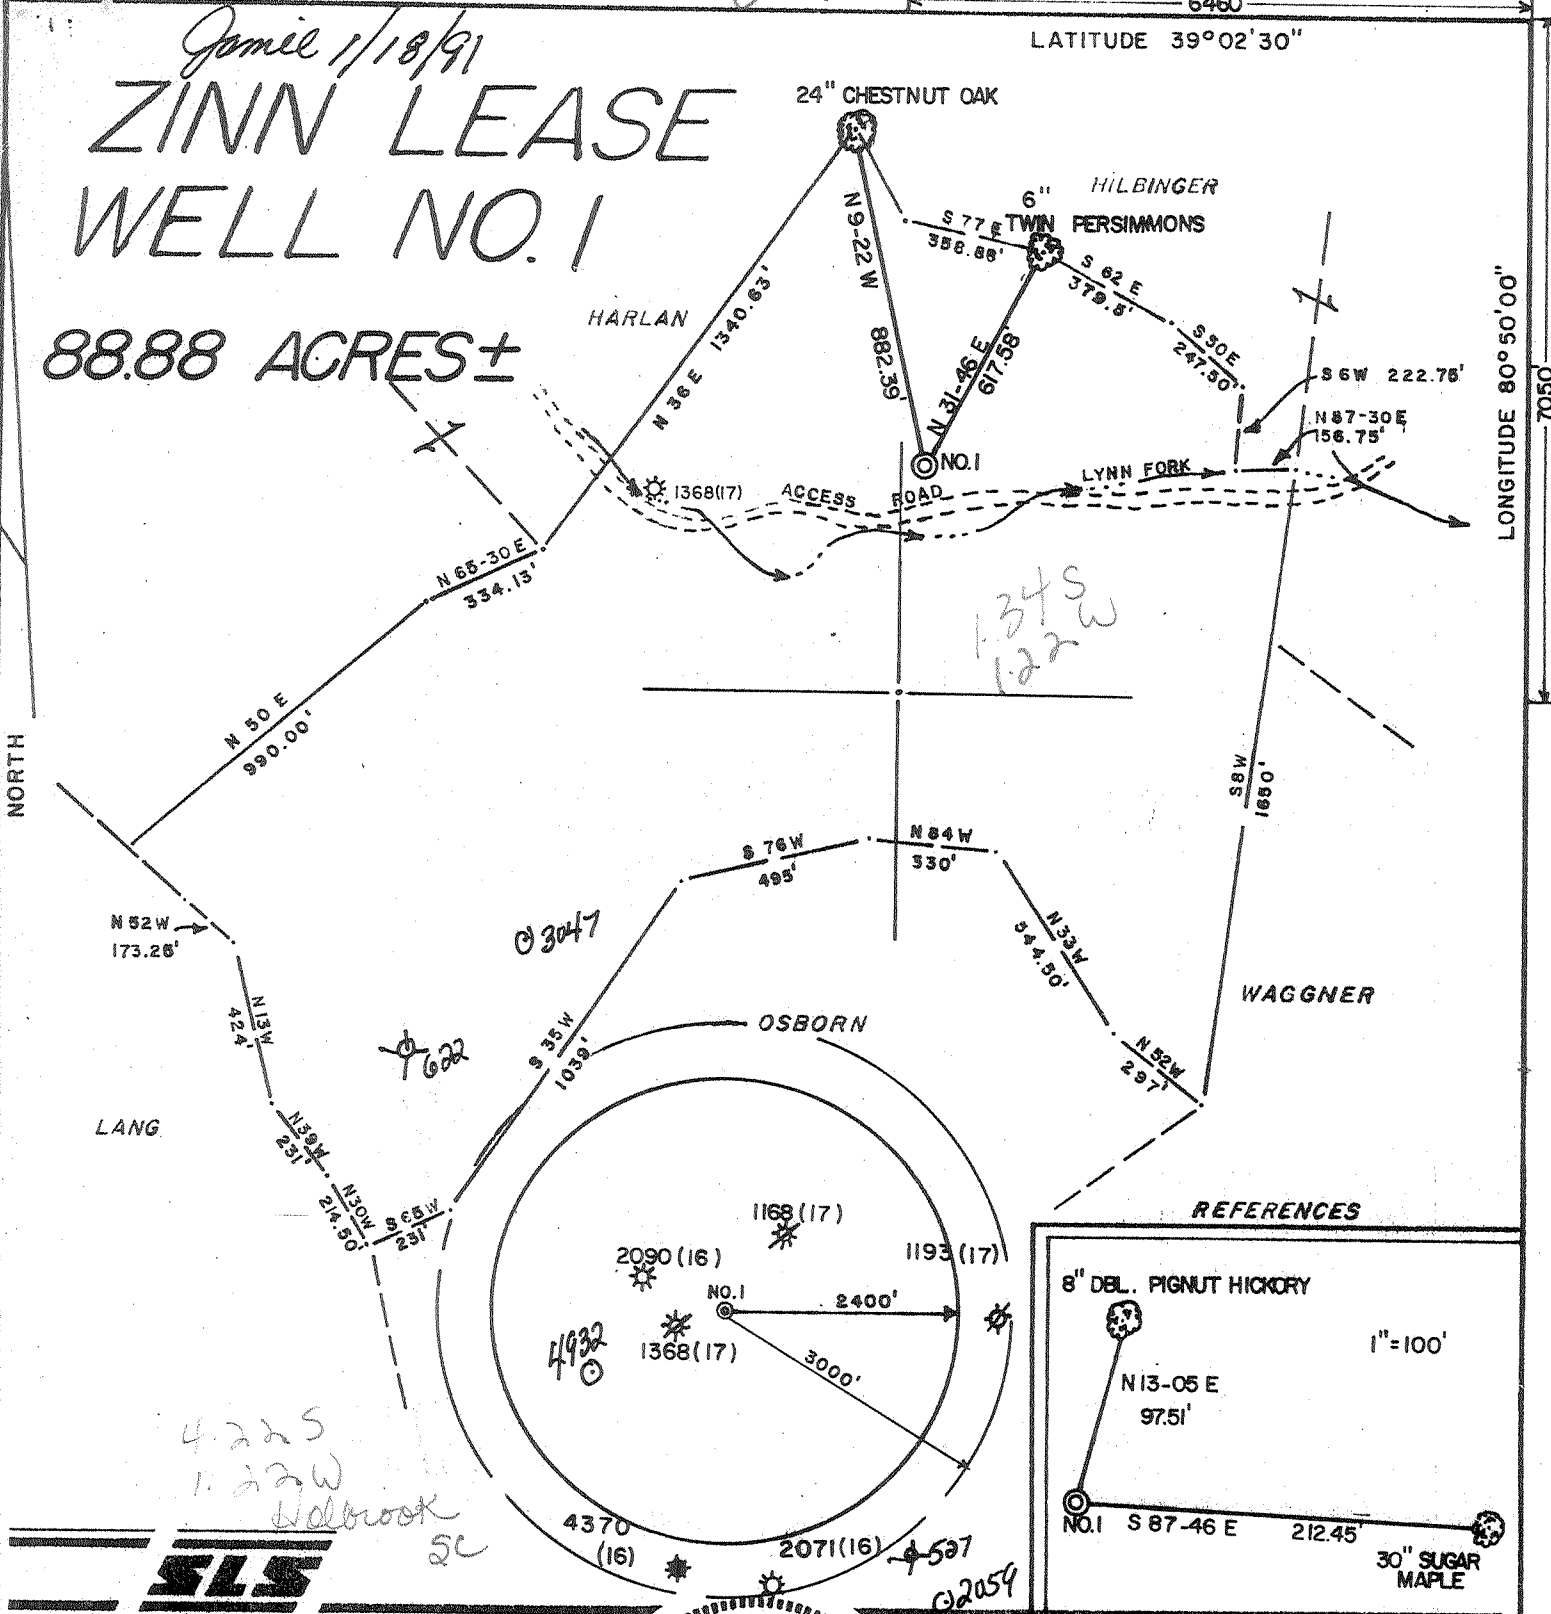 6460
LATITUDE 39°02'30"
Jamie 1/18/91
ZINN LEASE
WELL NO. 1
88.88 ACRES±
24" CHESTNUT OAK
HILBINGER
6"
TWIN PERSIMMONS
S 77 E
358.88'
N 9-22 W
882.39'
N 31-46 E
617.58'
S 62 E
379.5'
S 50 E
247.50'
S 6 W 222.75'
N 87-30 E
156.75'
LONGITUDE 80°50'00"
7050
HARLAN
N 36 E 1340.63'
NO. 1
1368(17)
ACCESS ROAD
LYNN FORK
N 65-30 E
334.13'
1.34 S
1.22 W
N 50 E
990.00'
NORTH
S 8 W
1650'
S 76 W
495'
N 84 W
330'
N 52 W
173.25'
3047
N 33 W
544.50'
WAGGNER
N 13 W
424'
622
S 35 W
1039'
OSBORN
N 52 W
297'
LANG
N 39 W
231'
N 30 W
214.50'
S 65 W
231'
REFERENCES
1168(17)
2090(16)
1193(17)
NO. 1
2400'
1368(17)
4932
3000'
8" DBL. PIGNUT HICKORY
1"=100'
N 13-05 E
97.51'
4.22 S
1.22 W
Holbrook
SC
NO. 1
S 87-46 E 212.45'
30" SUGAR
MAPLE
4370
(16)
2071(16)
527
2059
SLS